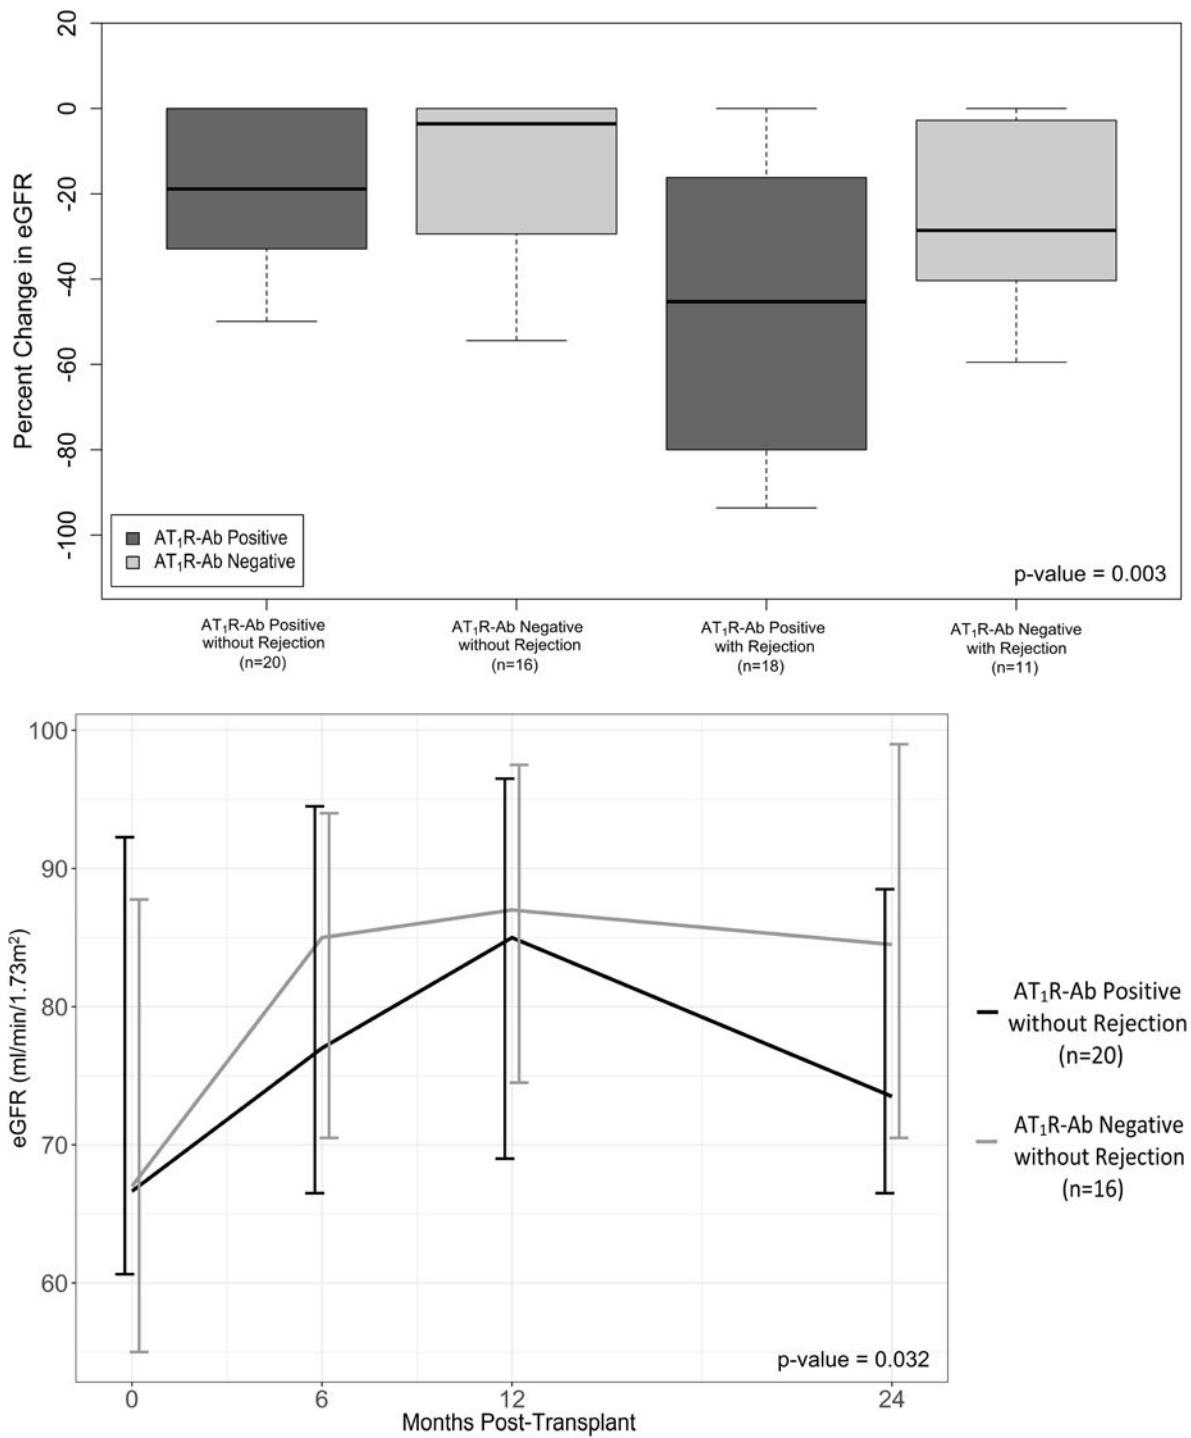 20
0
-20
-40
-60
-80
-100
Percent Change in eGFR
AT₁R-Ab Positive
AT₁R-Ab Negative
p-value = 0.003
AT₁R-Ab Positive
without Rejection
(n=20)
AT₁R-Ab Negative
without Rejection
(n=16)
AT₁R-Ab Positive
with Rejection
(n=18)
AT₁R-Ab Negative
with Rejection
(n=11)
100
90
80
70
60
eGFR (ml/min/1.73m²)
p-value = 0.032
0 6 12 24
Months Post-Transplant
AT₁R-Ab Positive
without Rejection
(n=20)
AT₁R-Ab Negative
without Rejection
(n=16)